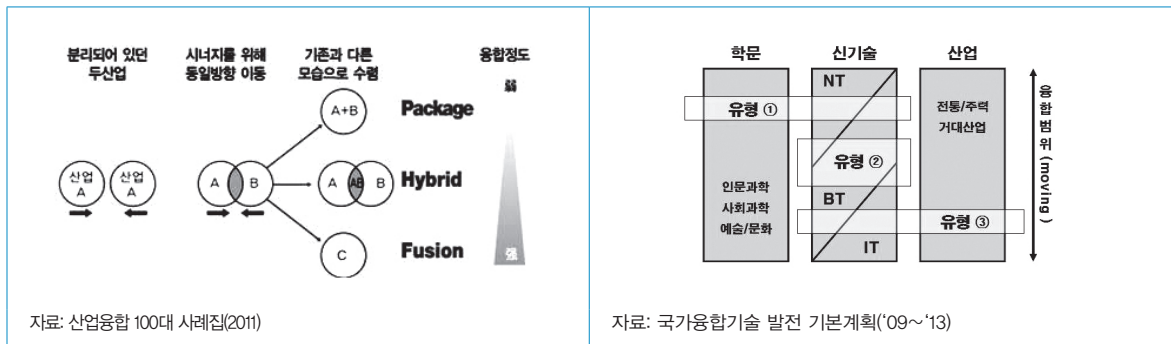 분리되어 있던
두산업
시너지를 위해
동일방향 이동
기존과 다른
모습으로 수렴
융합정도
弱
A+B
Package
산업
A
산업
A
A
B
A
AB
B
Hybrid
C
Fusion
强
자료: 산업융합 100대 사례집(2011)
학문
신기술
산업
NT
유형 ①
전통/주력
거대산업
유형 ②
인문과학
사회과학
예술/문화
BT
유형 ③
IT
융합범위(moving)
자료: 국가융합기술 발전 기본계획('09~'13)